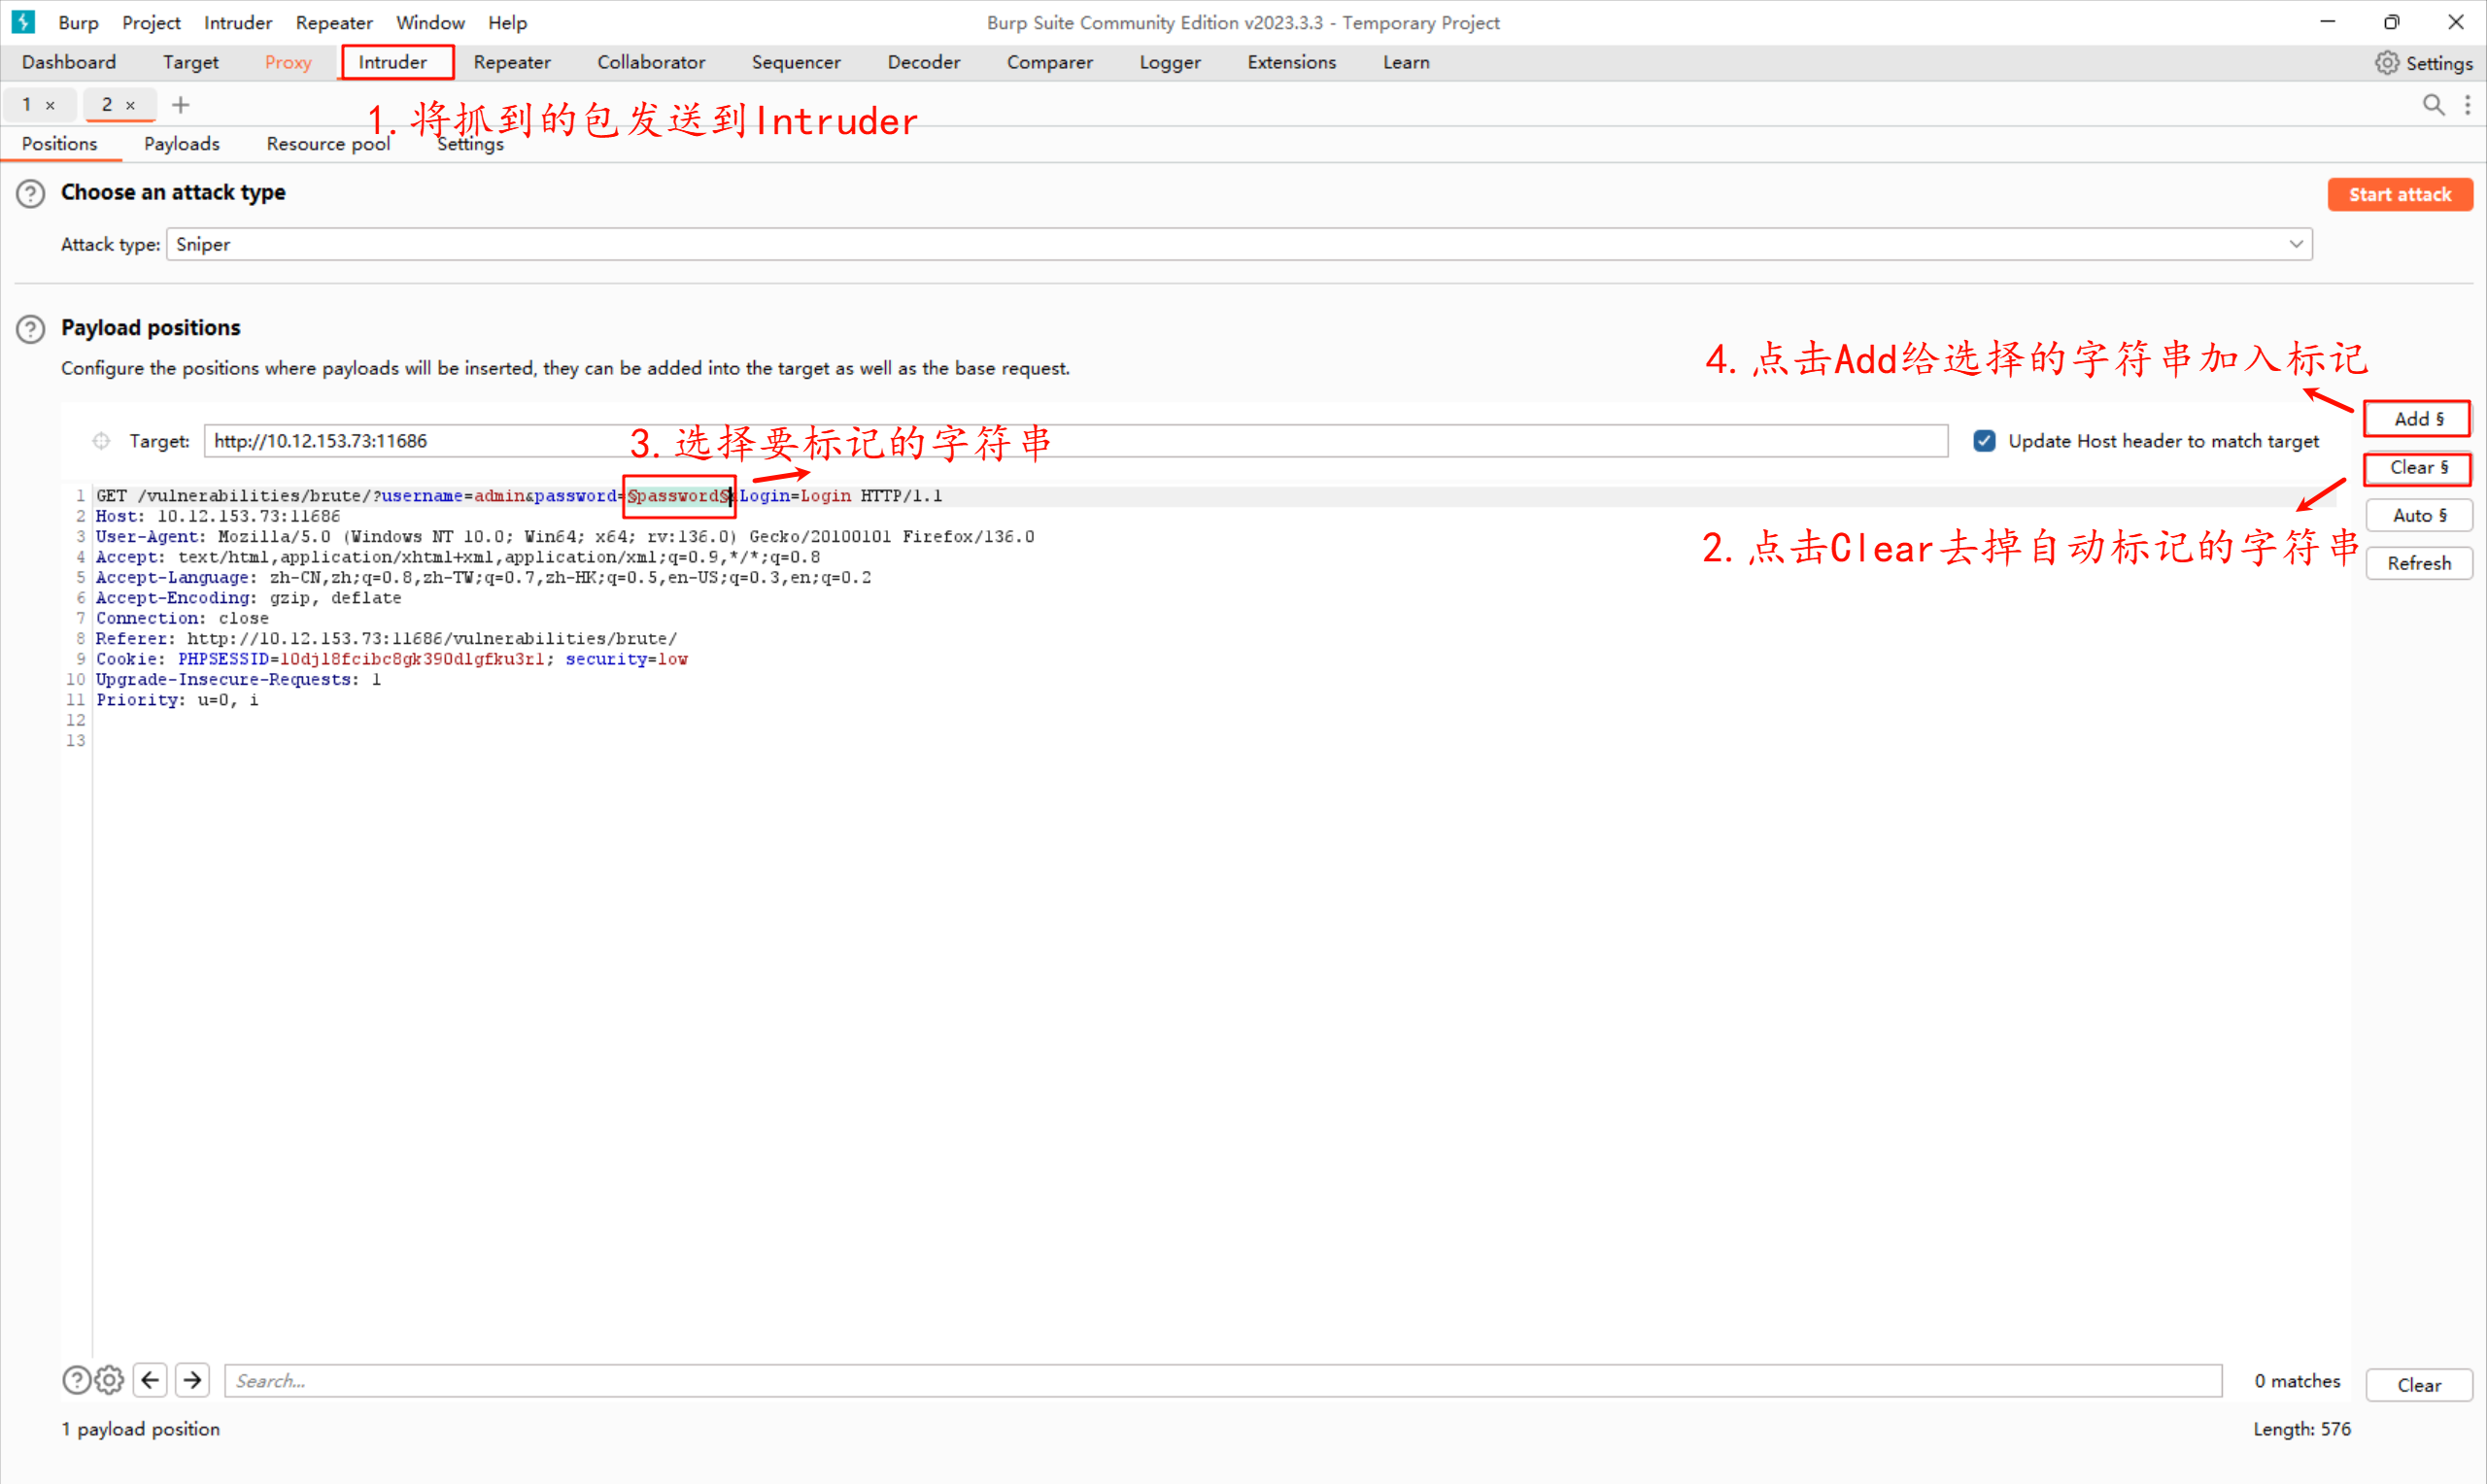 Burp Project Intruder Repeater Window Help Burp Suite Community Edition v2023.3.3 - Temporary Project
Dashboard Target Proxy Intruder Repeater Collaborator Sequencer Decoder Comparer Logger Extensions Learn Settings
1 × 2 × +
1.将抓到的包发送到Intruder
Positions Payloads Resource pool Settings
Choose an attack type
Start attack
Attack type: Sniper
Payload positions
Configure the positions where payloads will be inserted, they can be added into the target as well as the base request.
4.点击Add给选择的字符串加入标记
Add §
Target: http://10.12.153.73:11686
3.选择要标记的字符串
Update Host header to match target
Clear §
1 GET /vulnerabilities/brute/?username=admin&password=§password§&Login=Login HTTP/1.1
2 Host: 10.12.153.73:11686
Auto §
3 User-Agent: Mozilla/5.0 (Windows NT 10.0; Win64; x64; rv:136.0) Gecko/20100101 Firefox/136.0
2.点击Clear去掉自动标记的字符串
4 Accept: text/html,application/xhtml+xml,application/xml;q=0.9,*/*;q=0.8
Refresh
5 Accept-Language: zh-CN,zh;q=0.8,zh-TW;q=0.7,zh-HK;q=0.5,en-US;q=0.3,en;q=0.2
6 Accept-Encoding: gzip, deflate
7 Connection: close
8 Referer: http://10.12.153.73:11686/vulnerabilities/brute/
9 Cookie: PHPSESSID=10djl8fcibc8gk390dlgfku3rl; security=low
10 Upgrade-Insecure-Requests: 1
11 Priority: u=0, i
12
13
Search... 0 matches Clear
1 payload position Length: 576